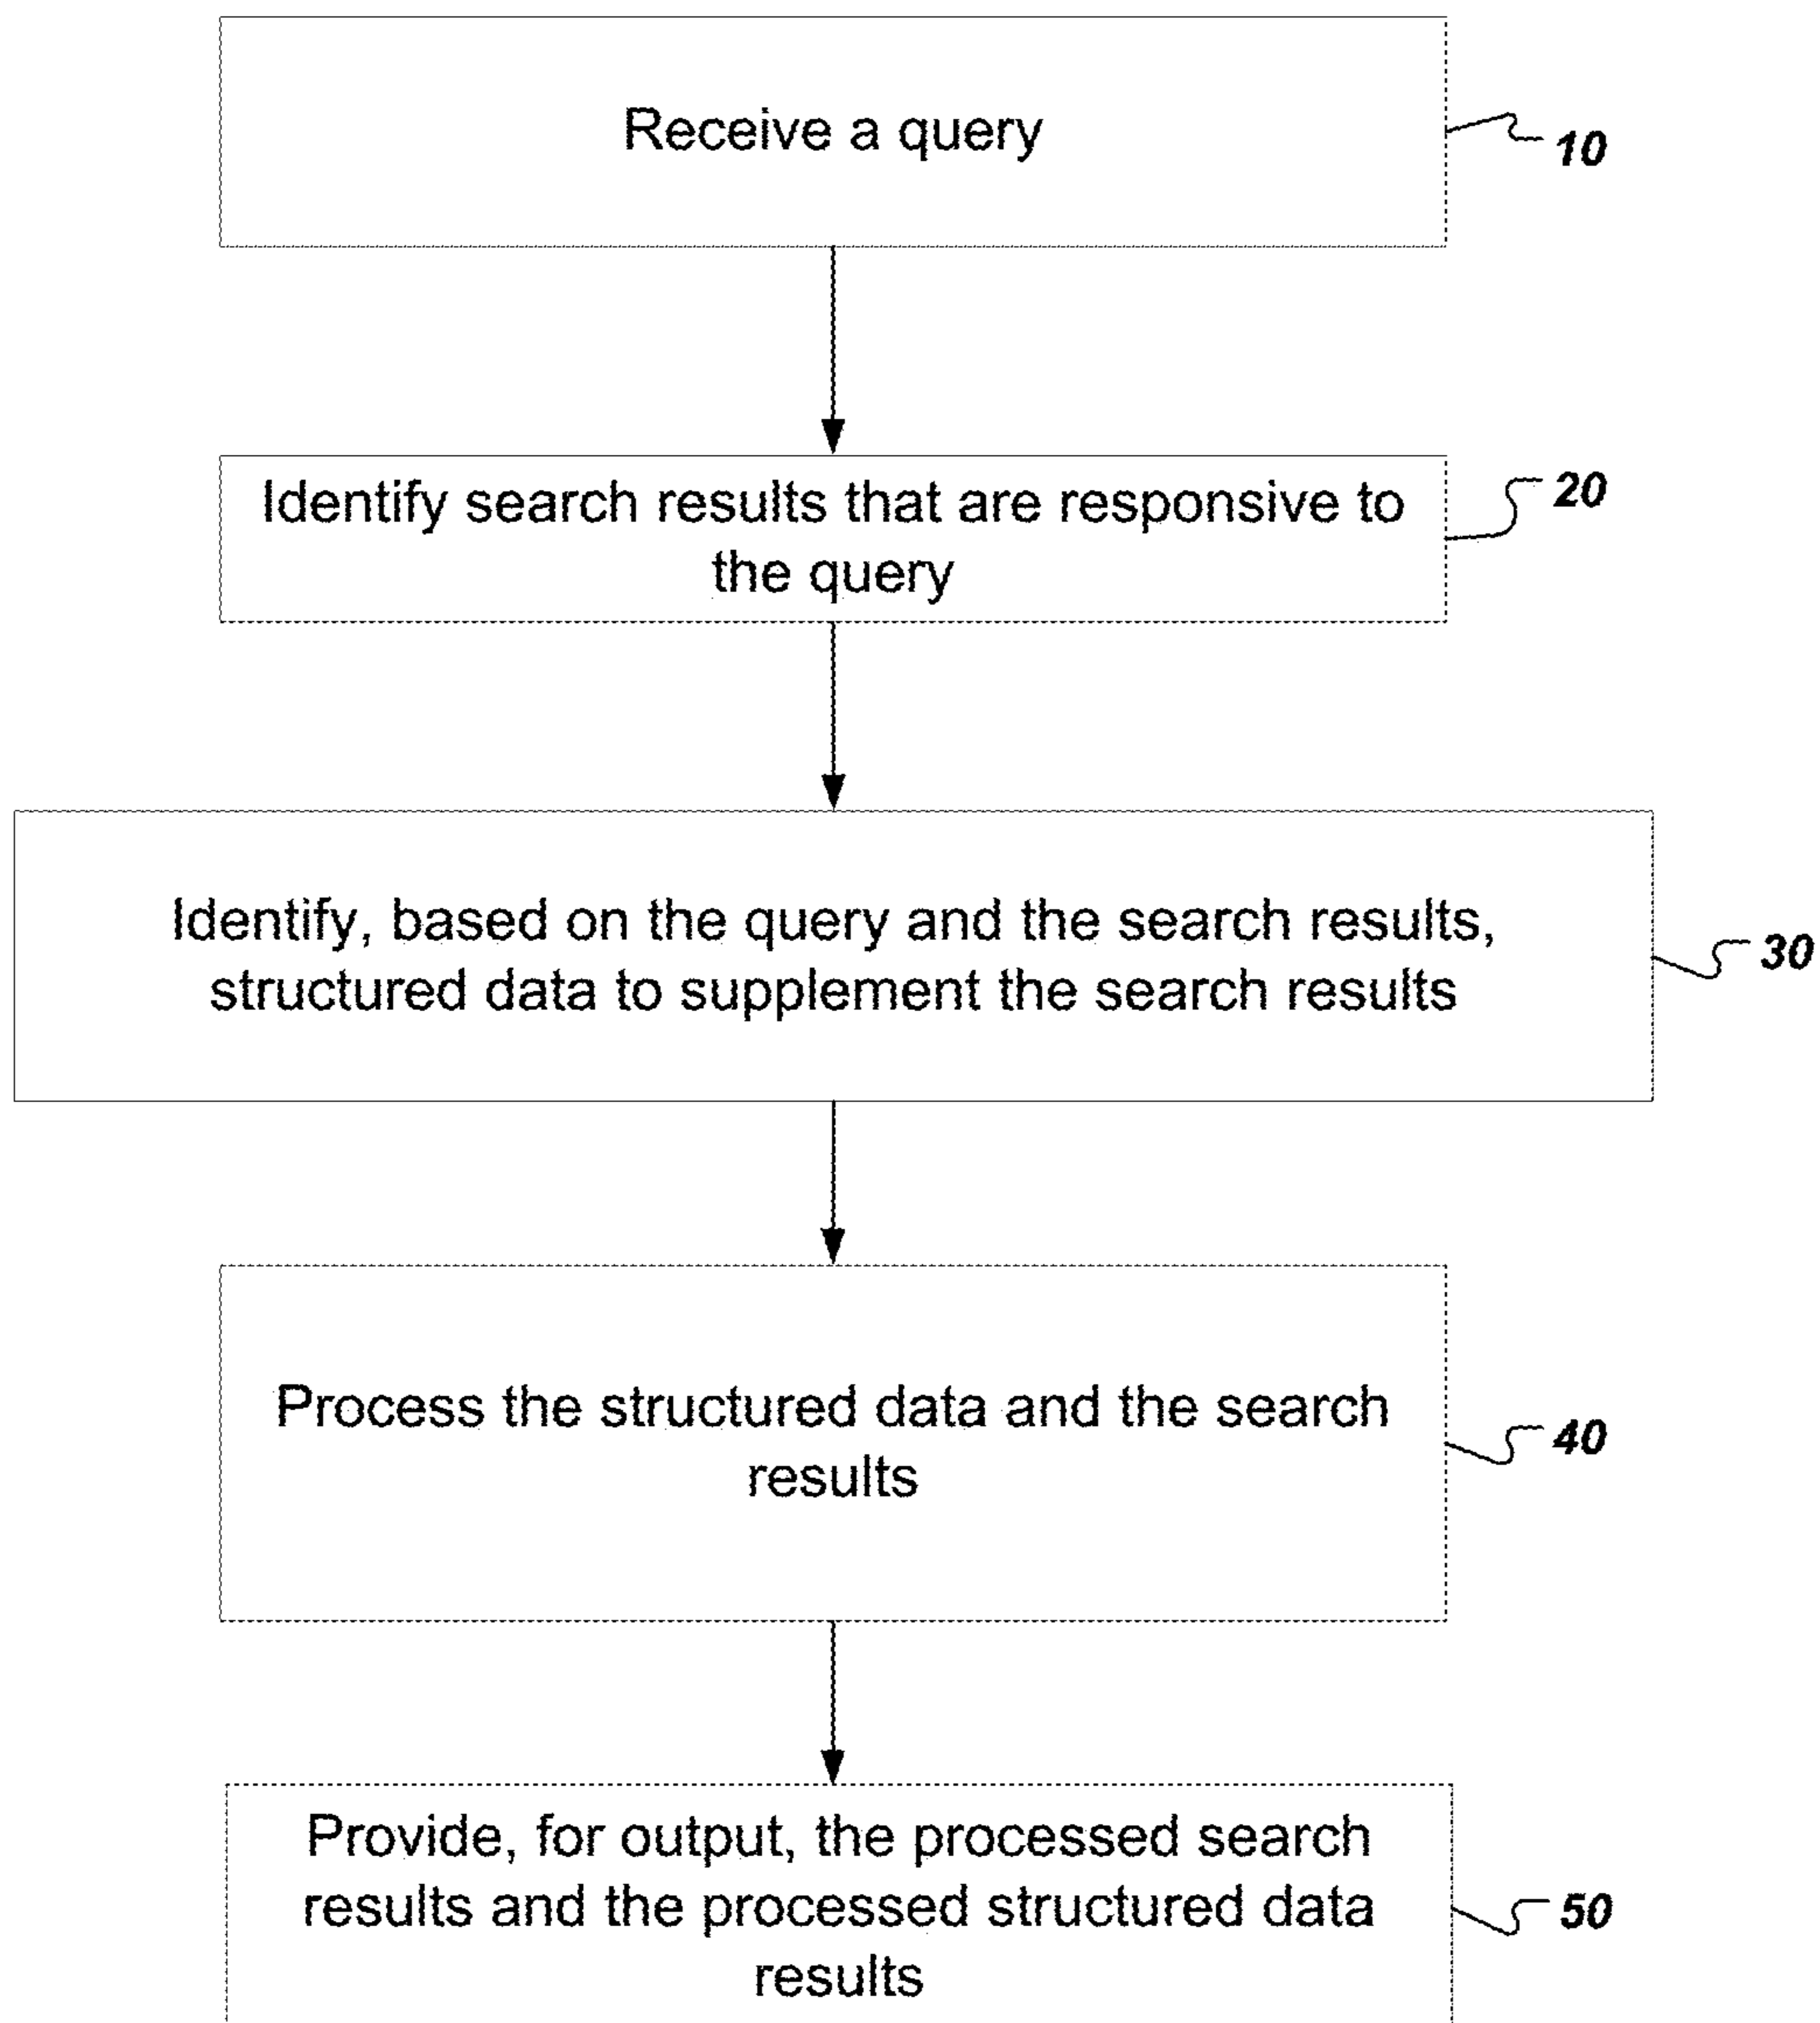 Receive a query
10
Identify search results that are responsive to
the query
20
Identify, based on the query and the search results,
structured data to supplement the search results
30
Process the structured data and the search
results
40
Provide, for output, the processed search
results and the processed structured data
results
50